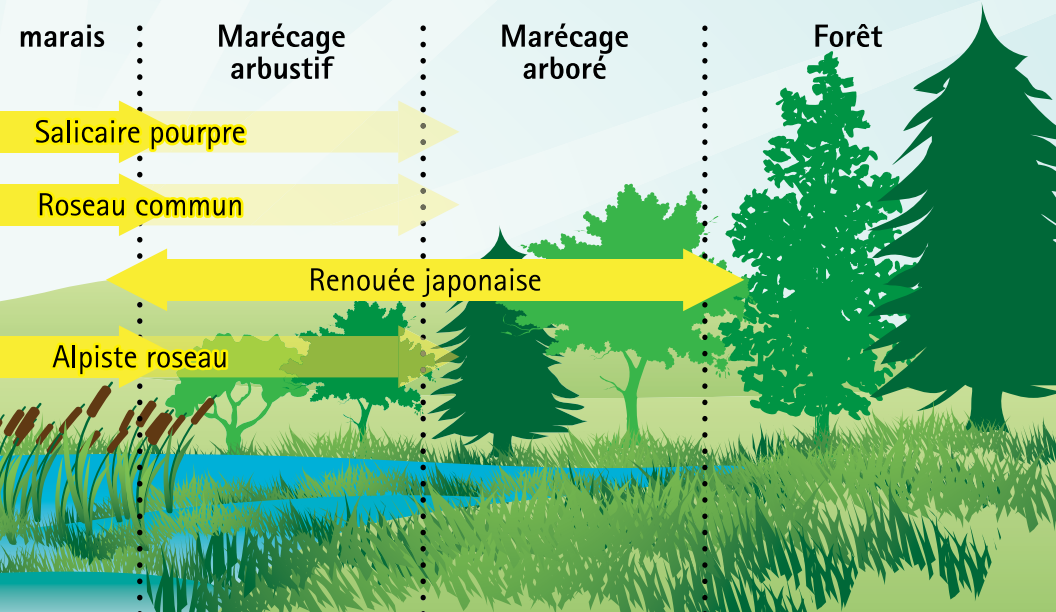 marais
Marécage
arbustif
Marécage
arboré
Forêt
Salicaire pourpre
Roseau commun
Renouée japonaise
Alpiste roseau